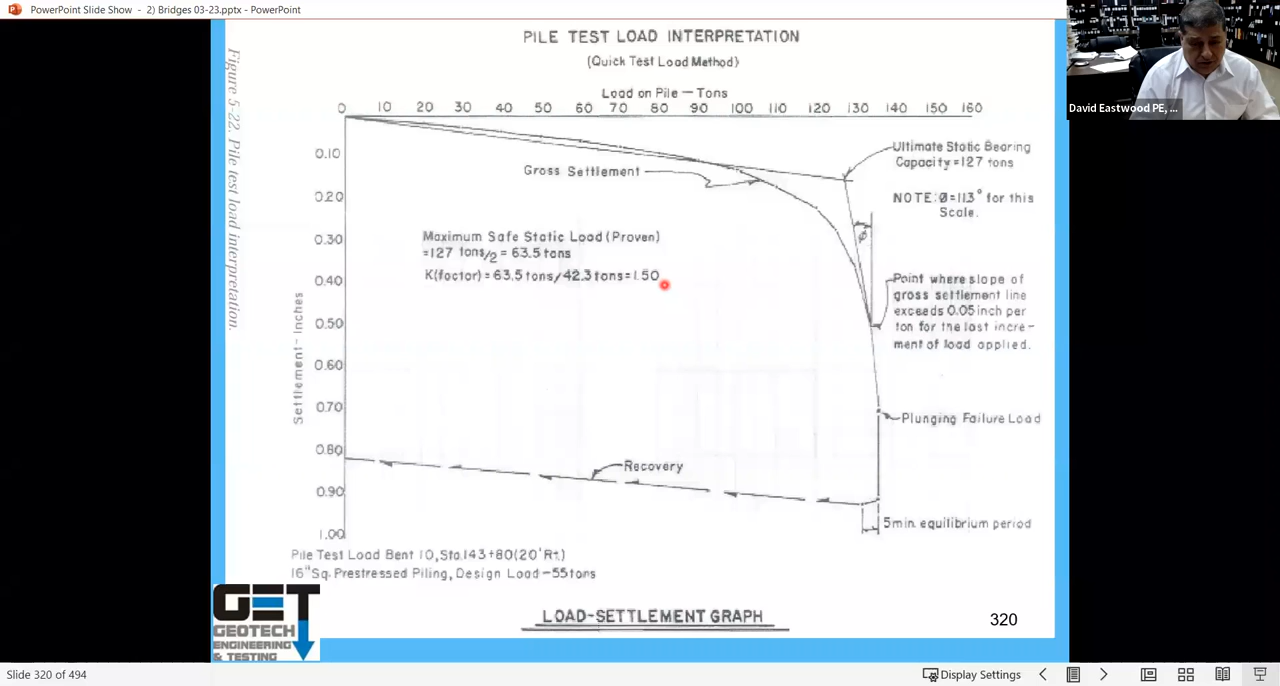 PowerPoint Slide Show - 2) Bridges 03-23.pptx - PowerPoint
David Eastwood PE, ...
PILE TEST LOAD INTERPRETATION
(Quick Test Load Method)
Load on Pile — Tons
0 10 20 30 40 50 60 70 80 90 100 110 120 130 140 150 160
Figure 5-22. Pile test load interpretation.
Settlement - Inches
0.10
0.20
0.30
0.40
0.50
0.60
0.70
0.80
0.90
1.00
Gross Settlement
Ultimate Static Bearing
Capacity = 127 tons
NOTE: Ø = 11.3° for this
Scale.
Φ
Maximum Safe Static Load (Proven)
= 127 tons/2 = 63.5 tons
K(factor) = 63.5 tons/42.3 tons = 1.50
Point where slope of
gross settlement line
exceeds 0.05 inch per
ton for the last incre-
ment of load applied.
Plunging Failure Load
Recovery
5 min. equilibrium period
Pile Test Load Bent 10, Sta. 143+80 (20' Rt.)
16" Sq. Prestressed Piling, Design Load - 55 tons
LOAD-SETTLEMENT GRAPH
320
GET
GEOTECH
ENGINEERING
& TESTING
Slide 320 of 494
Display Settings